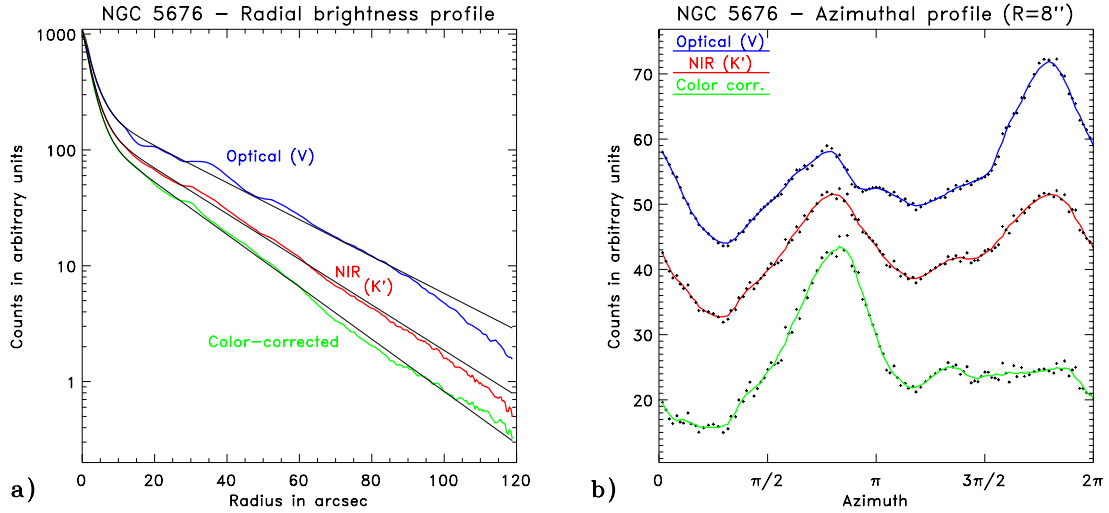 NGC 5676 − Radial brightness profile
1000
100
10
1
Counts in arbitrary units
Optical (V)
NIR
(K')
Color−corrected
0 20 40 60 80 100 120
Radius in arcsec
a)
NGC 5676 − Azimuthal profile (R=8'')
Optical (V)
NIR (K')
Color corr.
70
60
50
40
30
20
Counts in arbitrary units
0 π/2 π 3π/2 2π
Azimuth
b)